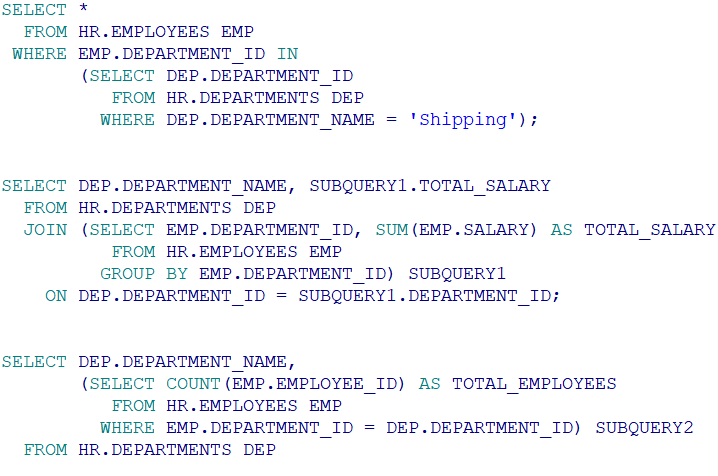 SELECT *
FROM HR.EMPLOYEES EMP
WHERE EMP.DEPARTMENT_ID IN
(SELECT DEP.DEPARTMENT_ID
FROM HR.DEPARTMENTS DEP
WHERE DEP.DEPARTMENT_NAME = 'Shipping');
SELECT DEP.DEPARTMENT_NAME, SUBQUERY1.TOTAL_SALARY
FROM HR.DEPARTMENTS DEP
JOIN (SELECT EMP.DEPARTMENT_ID, SUM(EMP.SALARY) AS TOTAL_SALARY
FROM HR.EMPLOYEES EMP
GROUP BY EMP.DEPARTMENT_ID) SUBQUERY1
ON DEP.DEPARTMENT_ID = SUBQUERY1.DEPARTMENT_ID;
SELECT DEP.DEPARTMENT_NAME,
(SELECT COUNT(EMP.EMPLOYEE_ID) AS TOTAL_EMPLOYEES
FROM HR.EMPLOYEES EMP
WHERE EMP.DEPARTMENT_ID = DEP.DEPARTMENT_ID) SUBQUERY2
FROM HR.DEPARTMENTS DEP